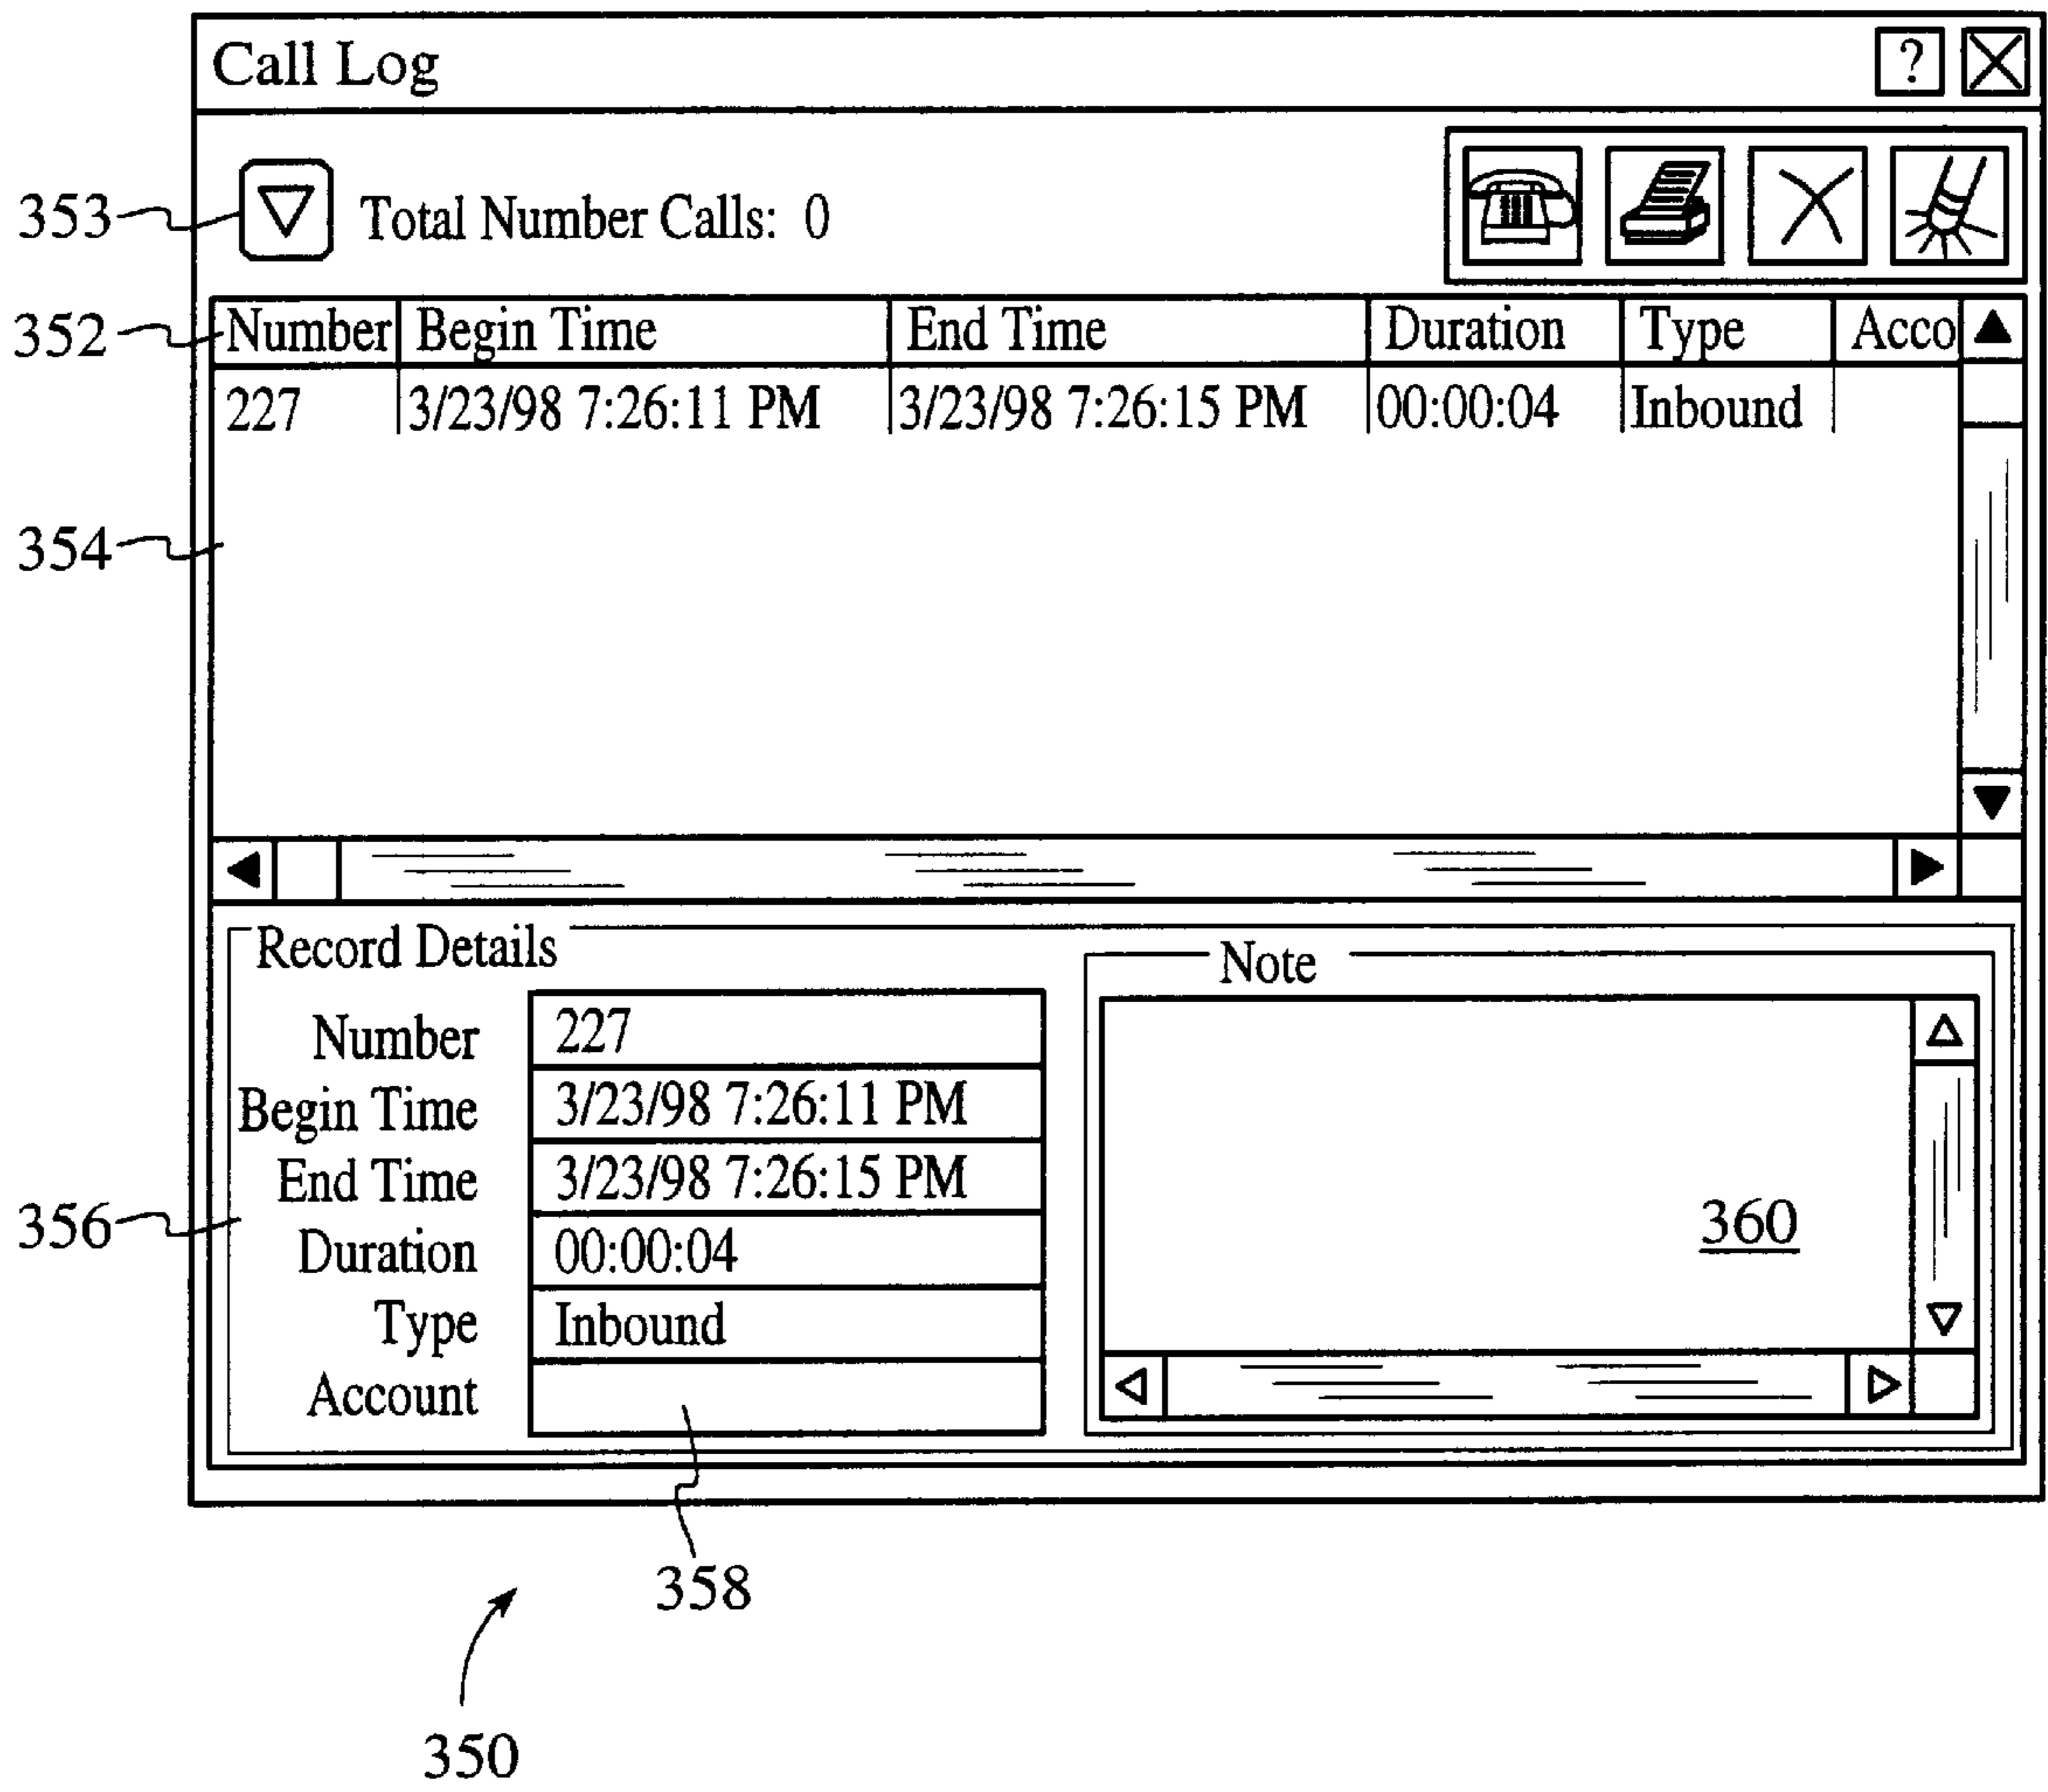 Call Log ?
353 Total Number Calls: 0
352 Number Begin Time End Time Duration Type Acco
227 3/23/98 7:26:11 PM 3/23/98 7:26:15 PM 00:00:04 Inbound
354
Record Details
Number 227
Begin Time 3/23/98 7:26:11 PM
End Time 3/23/98 7:26:15 PM
356
Duration 00:00:04
Type Inbound
Account
Note
360
358
350